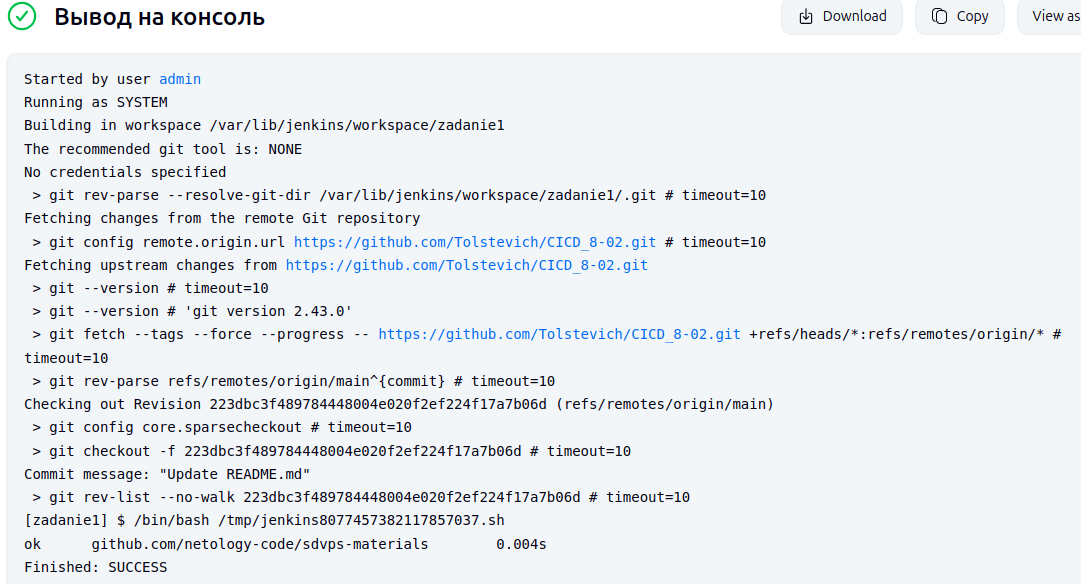 Вывод на консоль
Download
Copy
View as
Started by user admin
Running as SYSTEM
Building in workspace /var/lib/jenkins/workspace/zadanie1
The recommended git tool is: NONE
No credentials specified
 > git rev-parse --resolve-git-dir /var/lib/jenkins/workspace/zadanie1/.git # timeout=10
Fetching changes from the remote Git repository
 > git config remote.origin.url https://github.com/Tolstevich/CICD_8-02.git # timeout=10
Fetching upstream changes from https://github.com/Tolstevich/CICD_8-02.git
 > git --version # timeout=10
 > git --version # 'git version 2.43.0'
 > git fetch --tags --force --progress -- https://github.com/Tolstevich/CICD_8-02.git +refs/heads/*:refs/remotes/origin/* #
timeout=10
 > git rev-parse refs/remotes/origin/main^{commit} # timeout=10
Checking out Revision 223dbc3f489784448004e020f2ef224f17a7b06d (refs/remotes/origin/main)
 > git config core.sparsecheckout # timeout=10
 > git checkout -f 223dbc3f489784448004e020f2ef224f17a7b06d # timeout=10
Commit message: "Update README.md"
 > git rev-list --no-walk 223dbc3f489784448004e020f2ef224f17a7b06d # timeout=10
[zadanie1] $ /bin/bash /tmp/jenkins8077457382117857037.sh
ok      github.com/netology-code/sdvps-materials        0.004s
Finished: SUCCESS